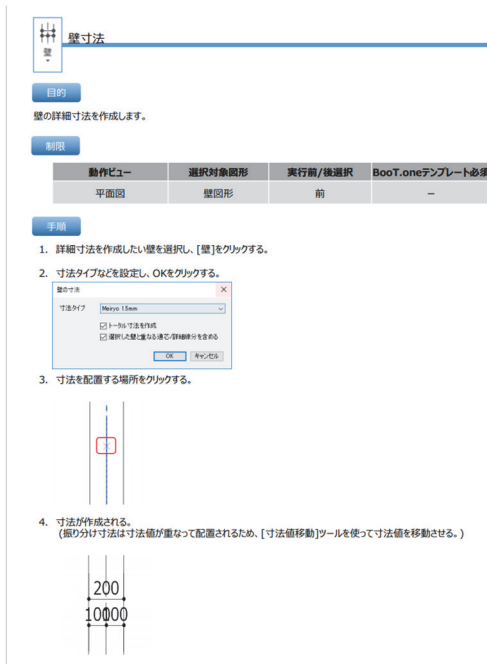 壁
壁寸法
目的
壁の詳細寸法を作成します。
制限
動作ビュー 選択対象図形 実行前/後選択 BooT.oneテンプレート必須
平面図 壁図形 前 －
手順
1. 詳細寸法を作成したい壁を選択し、[壁]をクリックする。
2. 寸法タイプなどを設定し、OKをクリックする。
壁の寸法
寸法タイプ Meiryo 1.5mm
トータル寸法を作成
選択した壁と重なる通芯/詳細線分を含める
OK キャンセル
3. 寸法を配置する場所をクリックする。
4. 寸法が作成される。
(振り分け寸法は寸法値が重なって配置されるため、[寸法値移動]ツールを使って寸法値を移動させる。)
200